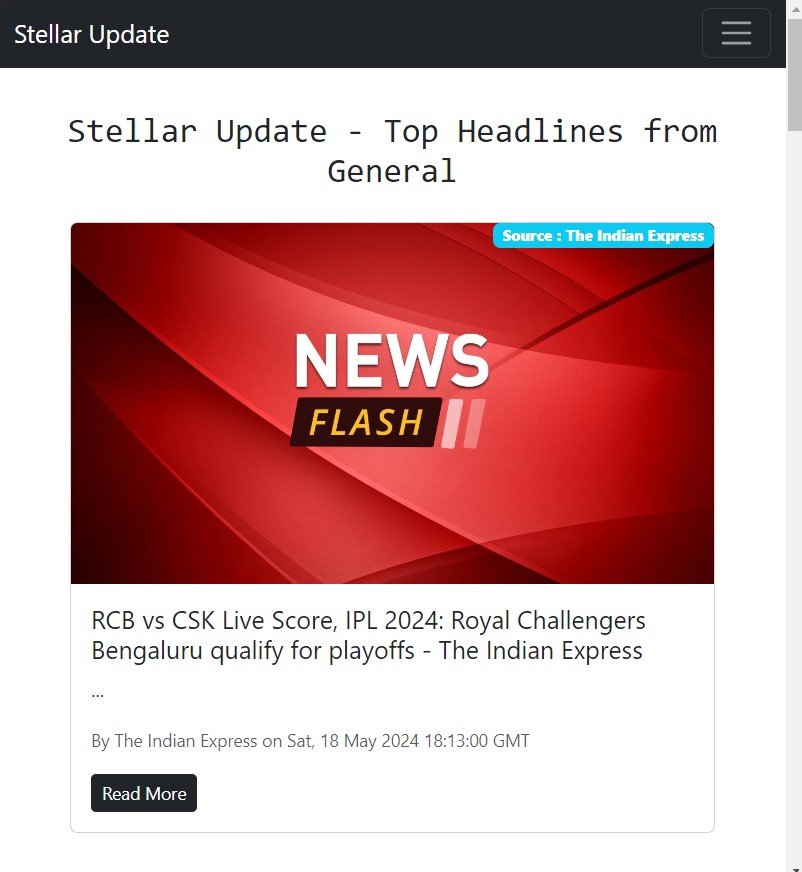 Stellar Update
Stellar Update - Top Headlines from
General
Source : The Indian Express
NEWS
FLASH
RCB vs CSK Live Score, IPL 2024: Royal Challengers
Bengaluru qualify for playoffs - The Indian Express
...
By The Indian Express on Sat, 18 May 2024 18:13:00 GMT
Read More